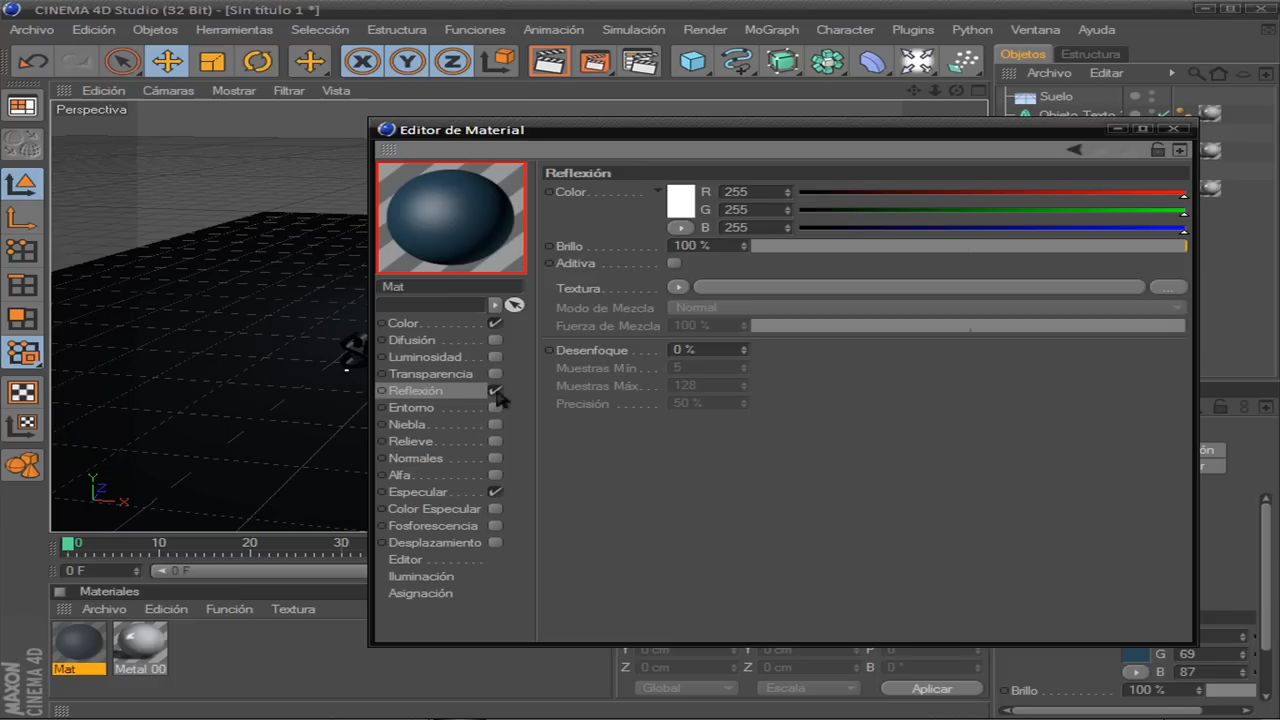 CINEMA 4D Studio (32 Bit) - [Sin título 1 *]
Archivo Edición Objetos Herramientas Selección Estructura Funciones Animación Simulación Render MoGraph Character Plugins Python Ventana Ayuda
X Y Z
Objetos Estructura
Archivo Editar
Edición Cámaras Mostrar Filtrar Vista
Perspectiva
Suelo
Objeto Texto
Editor de Material
Reflexión
Color R 255
G 255
B 255
Brillo 100 %
Aditiva
Textura ...
Modo de Mezcla Normal
Fuerza de Mezcla 100 %
Desenfoque 0 %
Muestras Mín 5
Muestras Máx. 128
Precisión 50 %
Mat
Color
Difusión
Luminosidad
Transparencia
Reflexión
Entorno
Niebla
Relieve
Normales
Alfa
Especular
Color Especular
Fosforescencia
Desplazamiento
Editor
Iluminación
Asignación
Y Z X
0 10 20 30
0 F 0 F
Materiales
Archivo Edición Función Textura
Mat Metal 00
MAXON CINEMA 4D
Z 0 cm Z 0 cm B 0 °
Global Escala Aplicar
G 69
B 87
Brillo 100 %